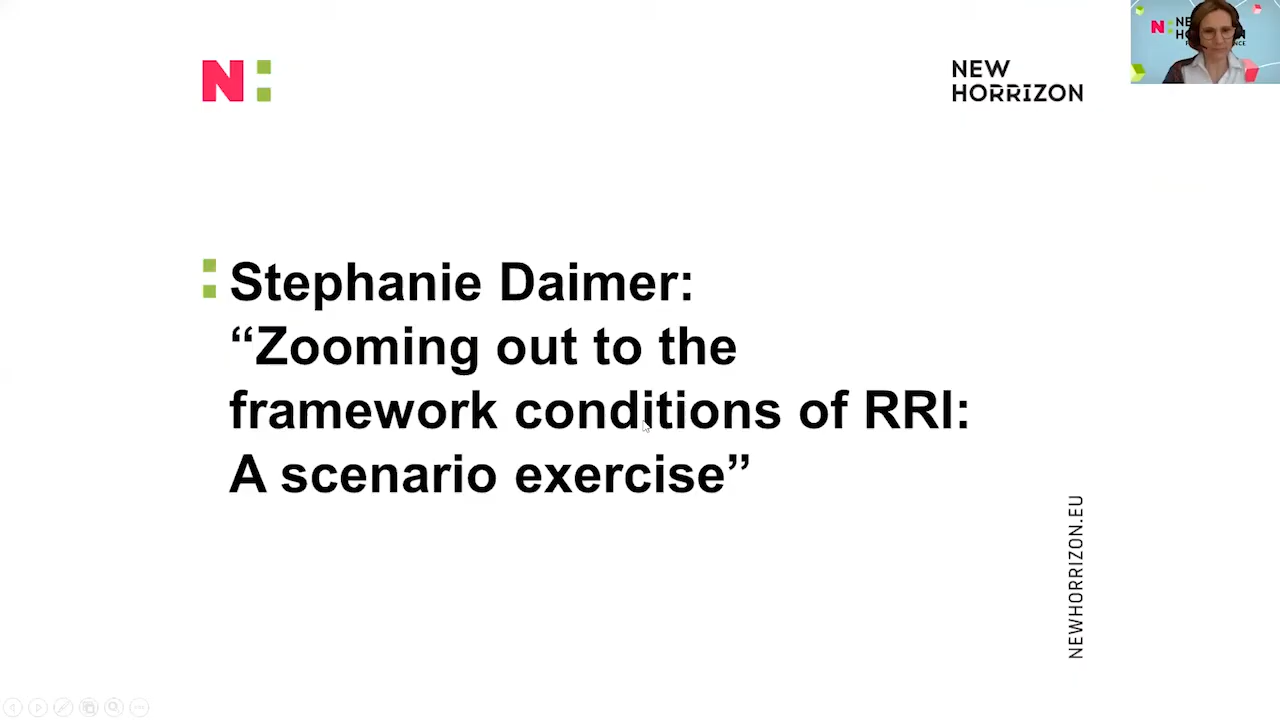 N:
NEW
HORRIZON
Stephanie Daimer:
“Zooming out to the
framework conditions of RRI:
A scenario exercise”
NEWHORRIZON.EU